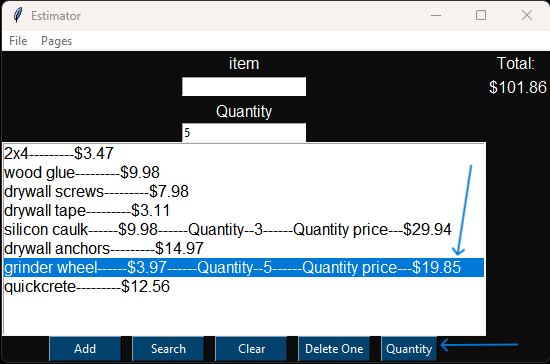 Estimator
File Pages
item
Total:
$101.86
Quantity
5
2x4---------$3.47
wood glue---------$9.98
drywall screws---------$7.98
drywall tape---------$3.11
silicon caulk------$9.98------Quantity--3------Quantity price---$29.94
drywall anchors---------$14.97
grinder wheel------$3.97------Quantity--5------Quantity price---$19.85
quickcrete---------$12.56
Add Search Clear Delete One Quantity